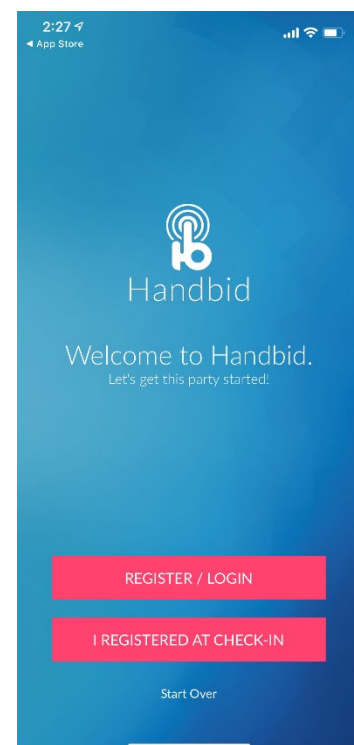 2:27
App Store
Handbid
Welcome to Handbid.
Let's get this party started!
REGISTER / LOGIN
I REGISTERED AT CHECK-IN
Start Over